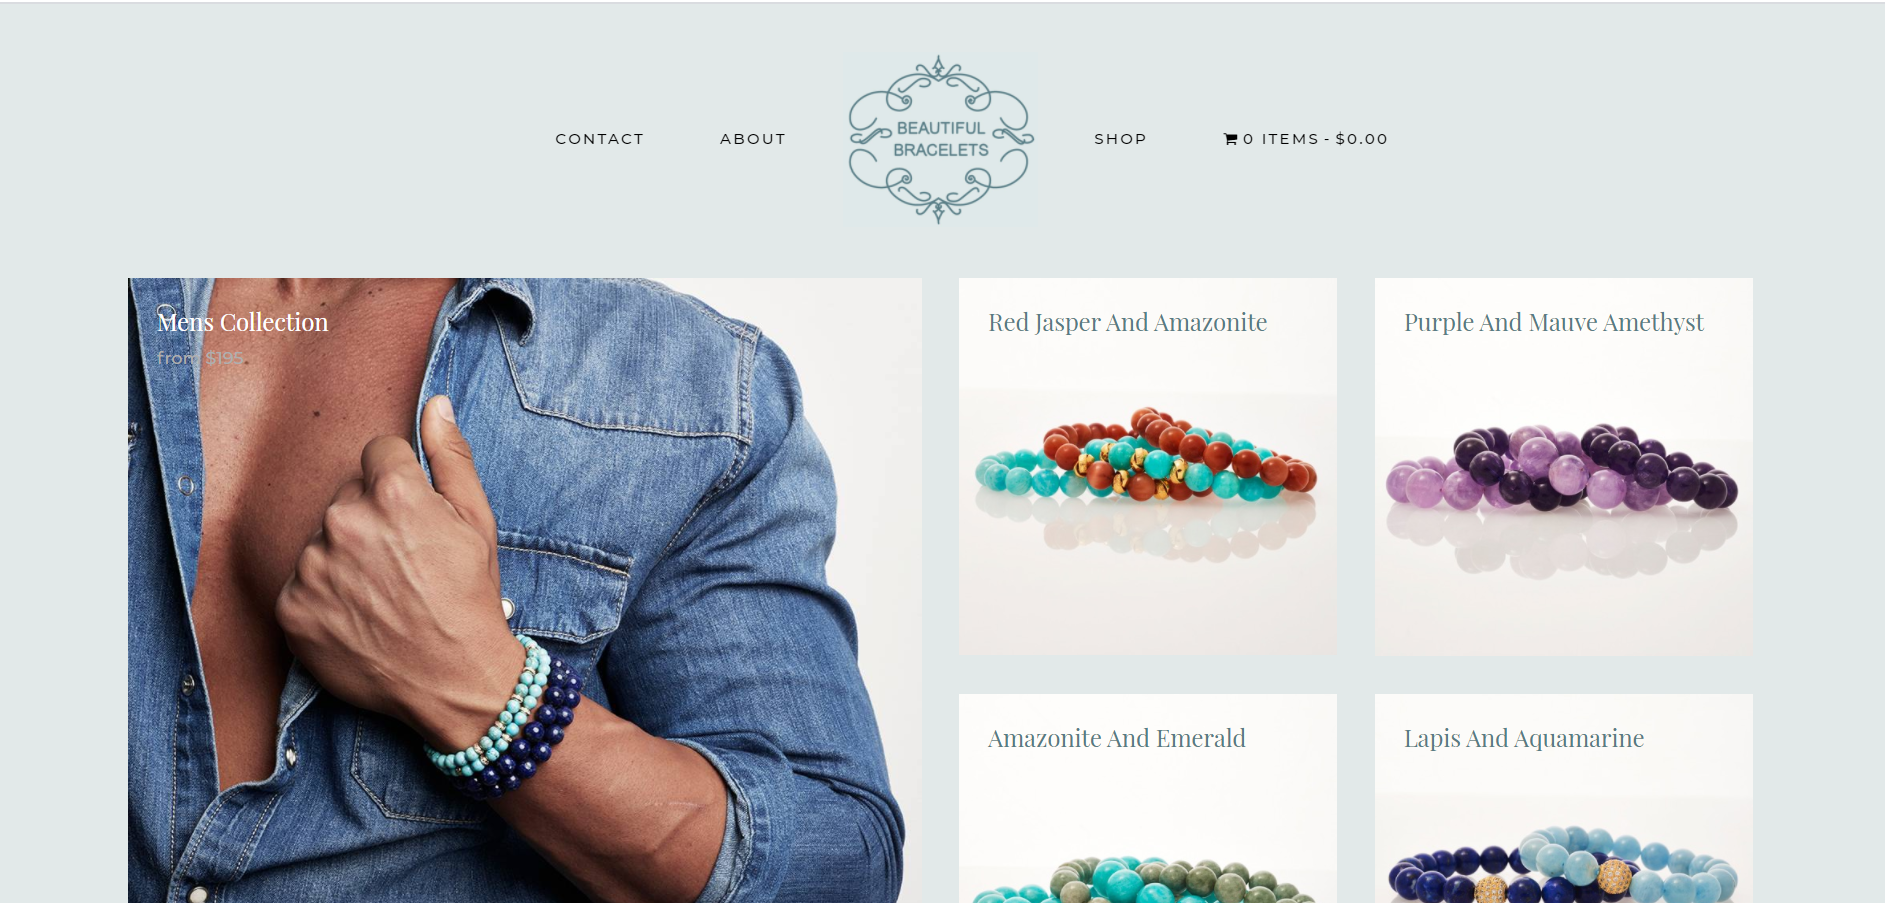 CONTACT
ABOUT
BEAUTIFUL
BRACELETS
SHOP
0 ITEMS - $0.00
Mens Collection
from $195
Red Jasper And Amazonite
Purple And Mauve Amethyst
Amazonite And Emerald
Lapis And Aquamarine